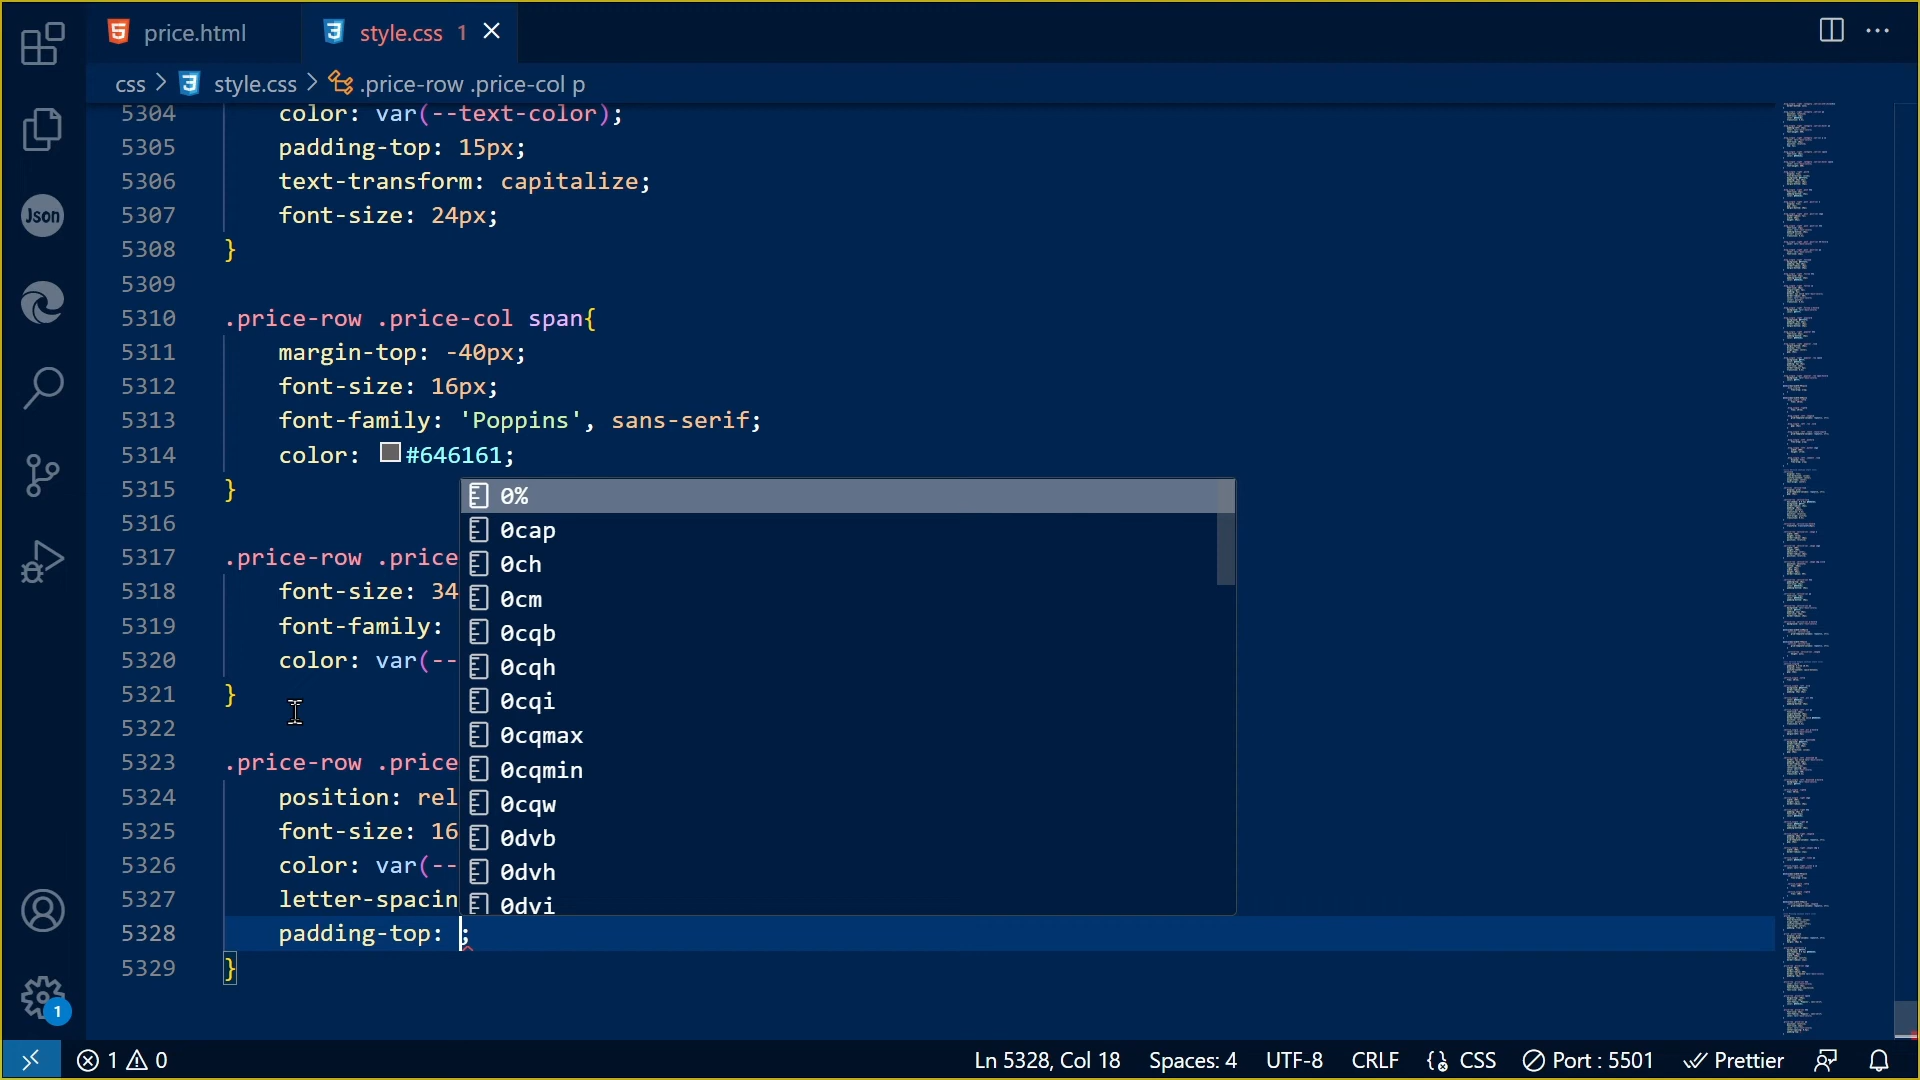 price.html
style.css 1
css > style.css > .price-row .price-col p
5304 color: var(--text-color);
5305 padding-top: 15px;
5306 text-transform: capitalize;
5307 font-size: 24px;
5308 }
5309
5310 .price-row .price-col span{
5311 margin-top: -40px;
5312 font-size: 16px;
5313 font-family: 'Poppins', sans-serif;
5314 color: #646161;
5315 }
5316
5317 .price-row .price
5318 font-size: 34
5319 font-family:
5320 color: var(--
5321 }
5322
5323 .price-row .price
5324 position: rel
5325 font-size: 16
5326 color: var(--
5327 letter-spacin
5328 padding-top: ;
5329 }
0%
0cap
0ch
0cm
0cqb
0cqh
0cqi
0cqmax
0cqmin
0cqw
0dvb
0dvh
0dvi
Json
1
1 0
Ln 5328, Col 18 Spaces: 4 UTF-8 CRLF CSS Port : 5501 Prettier